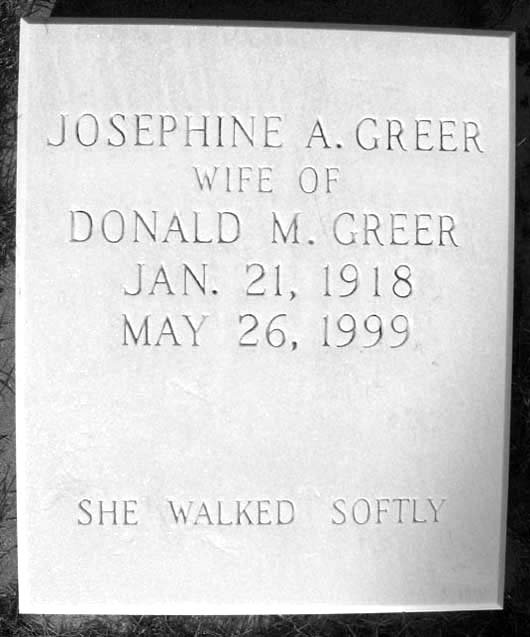 JOSEPHINE A. GREER
WIFE OF
DONALD M. GREER
JAN. 21, 1918
MAY 26, 1999
SHE WALKED SOFTLY